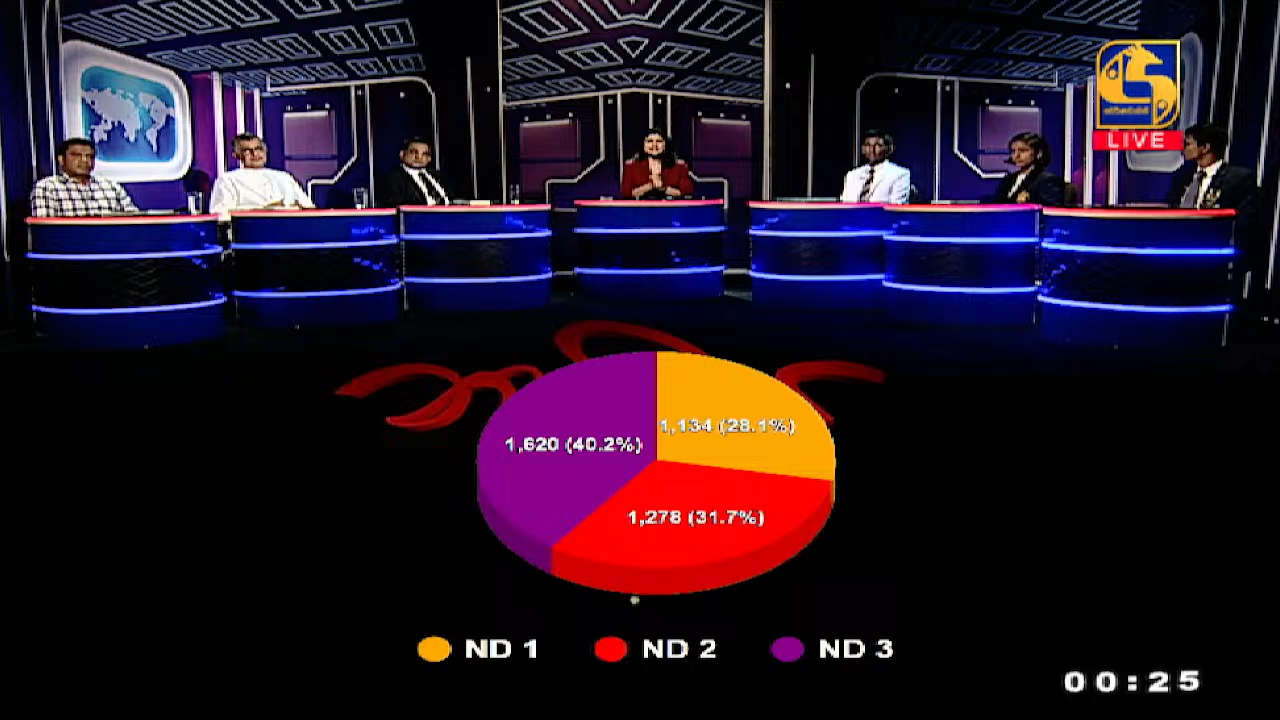 LIVE
1,134 (28.1%)
1,620 (40.2%)
1,278 (31.7%)
ND 1
ND 2
ND 3
00:25